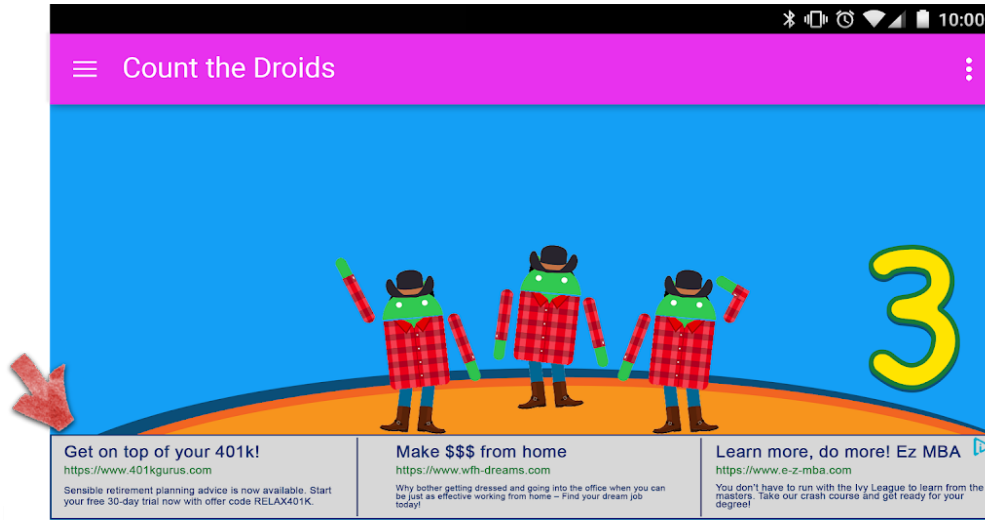 10:00
Count the Droids
3
Get on top of your 401k!
https://www.401kgurus.com
Sensible retirement planning advice is now available. Start
your free 30-day trial now with offer code RELAX401K.
Make $$$ from home
https://www.wfh-dreams.com
Why bother getting dressed and going into the office when you can
be just as effective working from home – Find your dream job
today!
Learn more, do more! Ez MBA
https://www.e-z-mba.com
You don't have to run with the Ivy League to learn from the
masters. Take our crash course and get ready for your
degree!